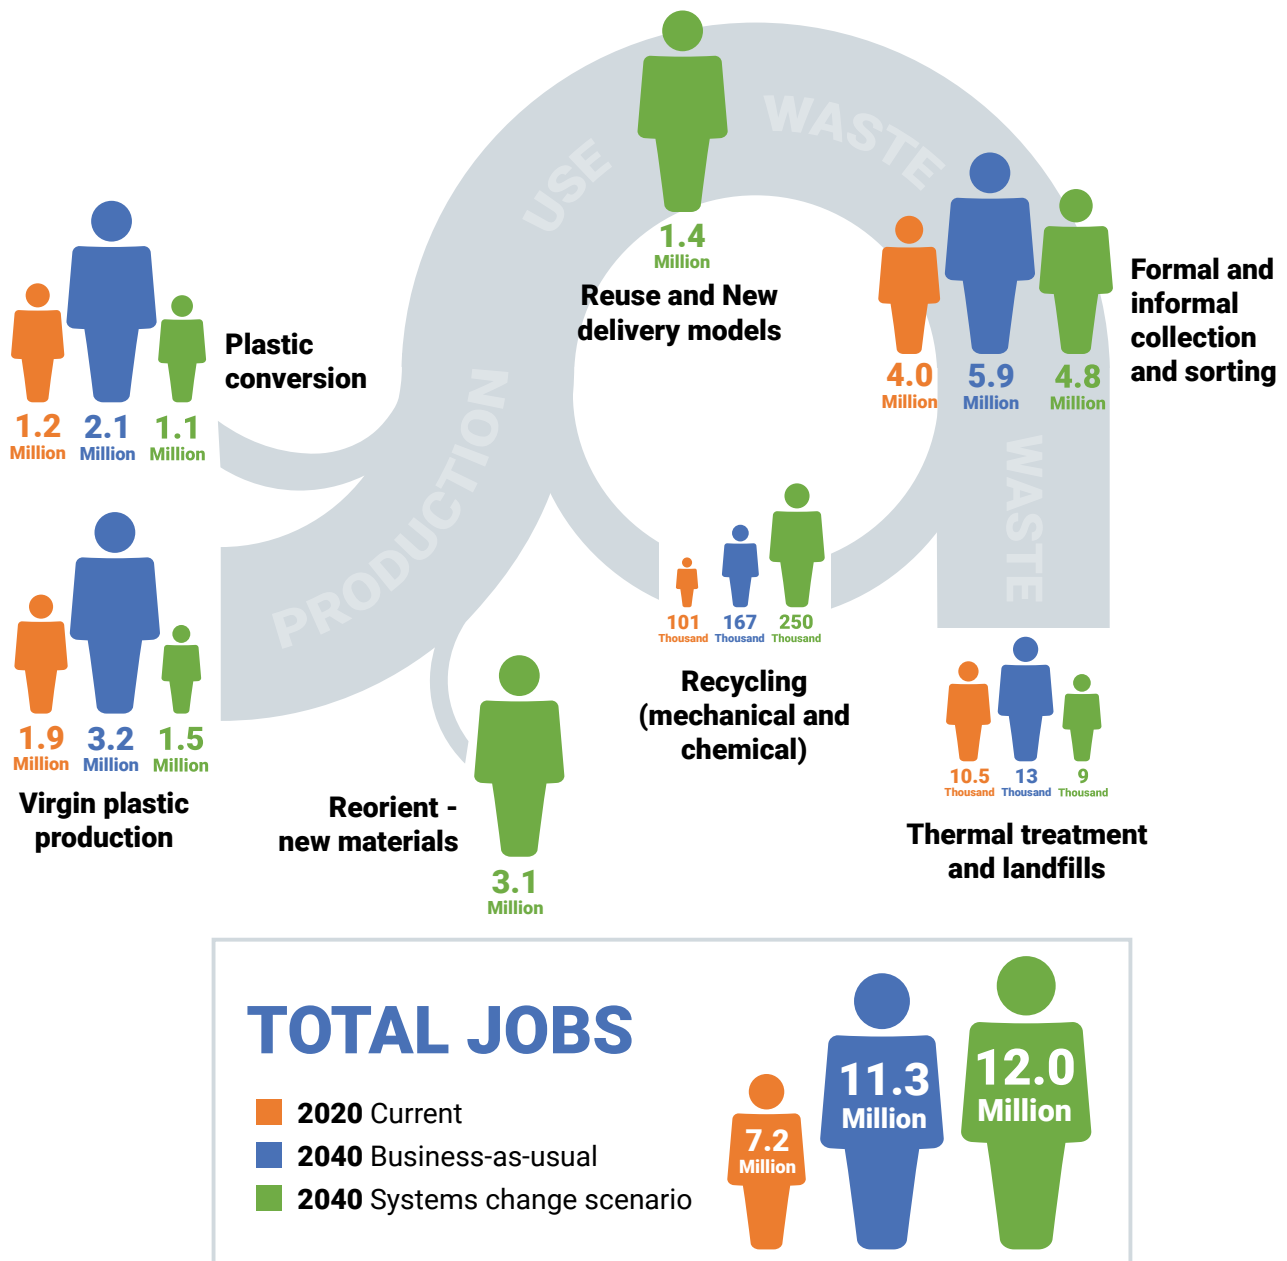 USE
WASTE
PRODUCTION
WASTE
1.4
Million
Reuse and New
delivery models
4.0
Million
5.9
Million
4.8
Million
Formal and
informal
collection
and sorting
1.2
Million
2.1
Million
1.1
Million
Plastic
conversion
1.9
Million
3.2
Million
1.5
Million
Virgin plastic
production
Reorient -
new materials
3.1
Million
101
Thousand
167
Thousand
250
Thousand
Recycling
(mechanical and
chemical)
10.5
Thousand
13
Thousand
9
Thousand
Thermal treatment
and landfills
TOTAL JOBS
2020 Current
2040 Business-as-usual
2040 Systems change scenario
7.2
Million
11.3
Million
12.0
Million